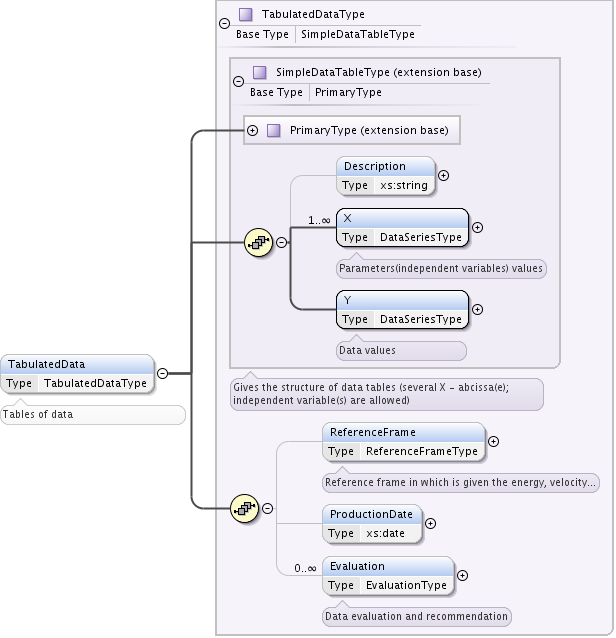 TabulatedDataType
Base Type SimpleDataTableType
SimpleDataTableType (extension base)
Base Type PrimaryType
PrimaryType (extension base)
Description
Type xs:string
1..∞
X
Type DataSeriesType
Parameters(independent variables) values
Y
Type DataSeriesType
Data values
TabulatedData
Type TabulatedDataType
Tables of data
Gives the structure of data tables (several X - abcissa(e);
independent variable(s) are allowed)
ReferenceFrame
Type ReferenceFrameType
Reference frame in which is given the energy, velocity...
ProductionDate
Type xs:date
0..∞
Evaluation
Type EvaluationType
Data evaluation and recommendation